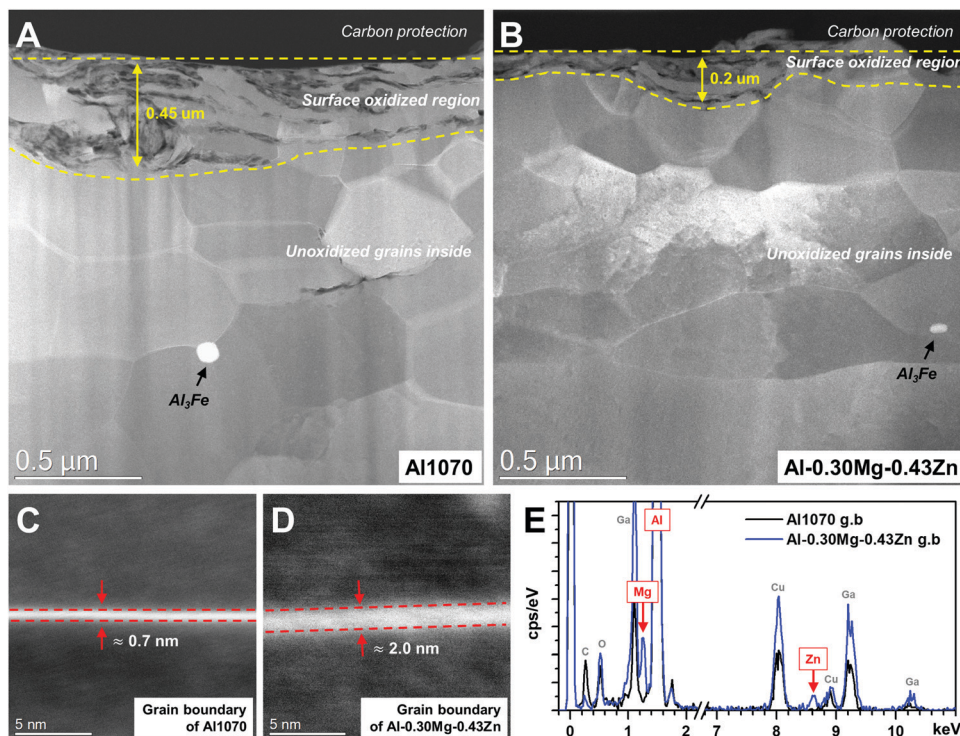 A
Carbon protection
0.45 um
Surface oxidized region
Unoxidized grains inside
Al₃Fe
0.5 μm
Al1070
B
Carbon protection
Surface oxidized region
0.2 um
Unoxidized grains inside
Al₃Fe
0.5 μm
Al-0.30Mg-0.43Zn
C
≈ 0.7 nm
5 nm
Grain boundary
of Al1070
D
≈ 2.0 nm
5 nm
Grain boundary
of Al-0.30Mg-0.43Zn
E
cps/eV
Al1070 g.b
Al-0.30Mg-0.43Zn g.b
C
O
Ga
Mg
Al
Cu
Zn
Cu
Ga
Ga
0 1 2 7 8 9 10 keV